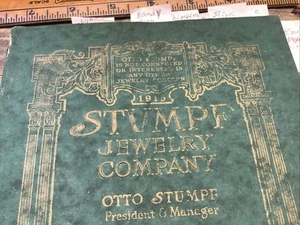 OTTO STUMPF
IS NOT CONNECTED
OR INTERESTED IN
ANY OTHER
JEWELRY CONCERN
1915
STUMPF
JEWELRY
COMPANY
OTTO STUMPF
President & Manager